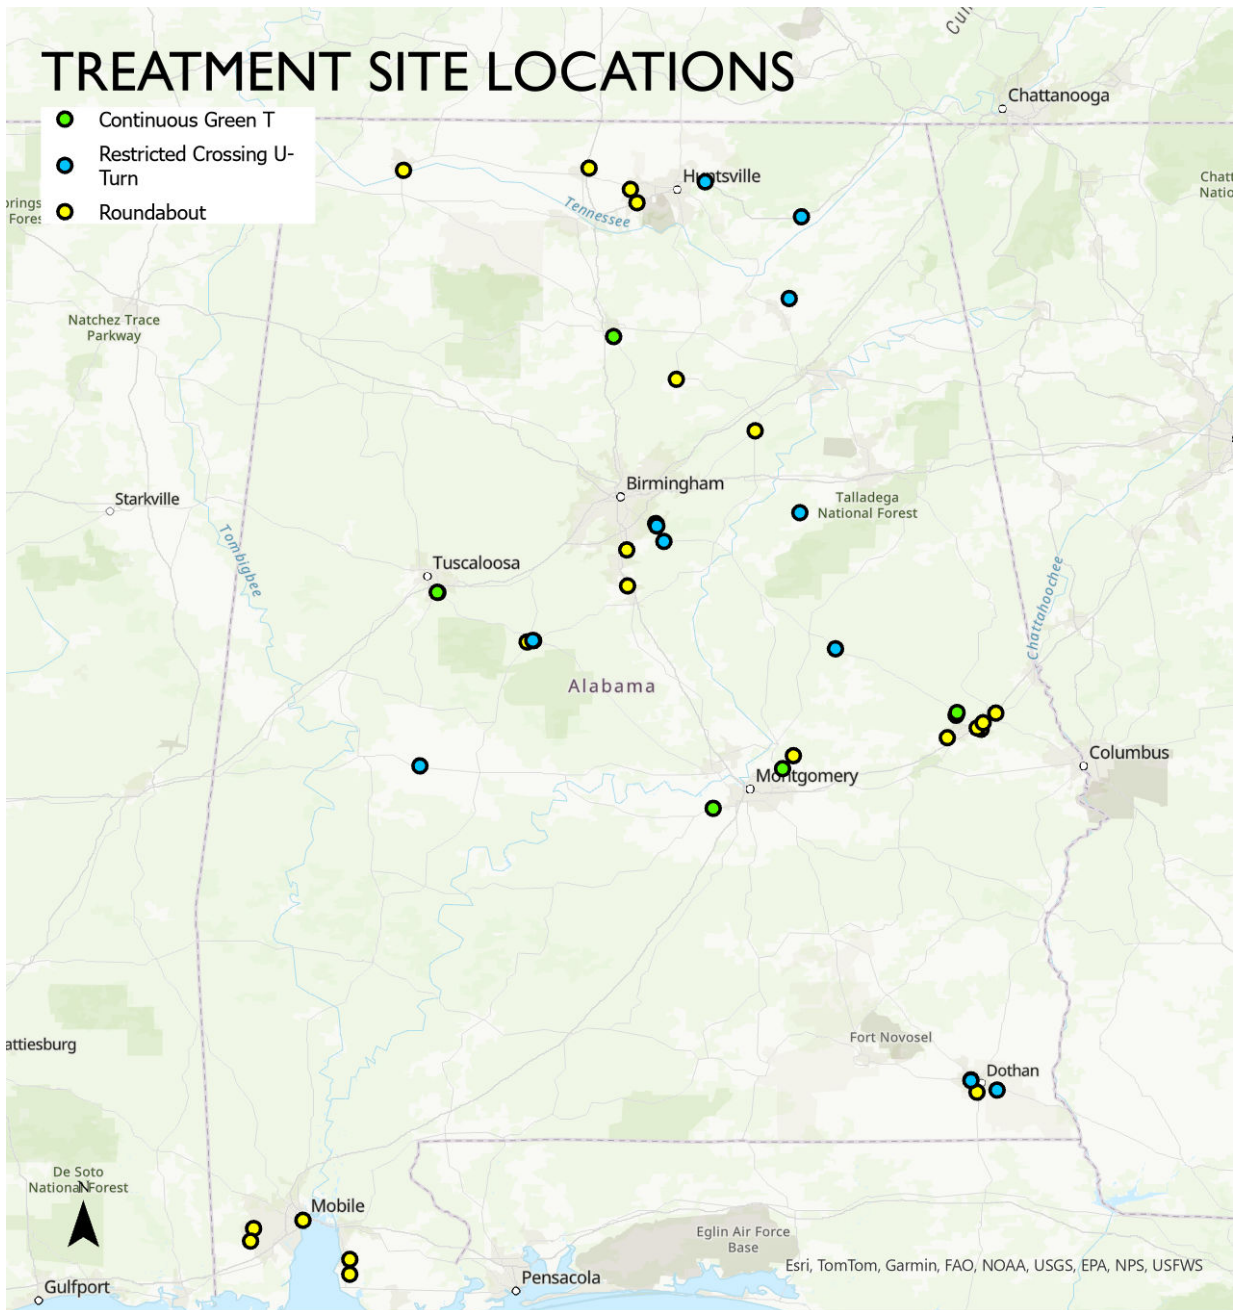 TREATMENT SITE LOCATIONS
Continuous Green T
Restricted Crossing U-
Turn
Roundabout
Chattanooga
Huntsville
Tennessee
Natchez Trace
Parkway
Birmingham
Starkville
Talladega
National Forest
Tombigbee
Tuscaloosa
Chattahoochee
Alabama
Columbus
Montgomery
Fort Novosel
attiesburg
Dothan
De Soto
National Forest
N
Mobile
Eglin Air Force
Base
Esri, TomTom, Garmin, FAO, NOAA, USGS, EPA, NPS, USFWS
Pensacola
Gulfport